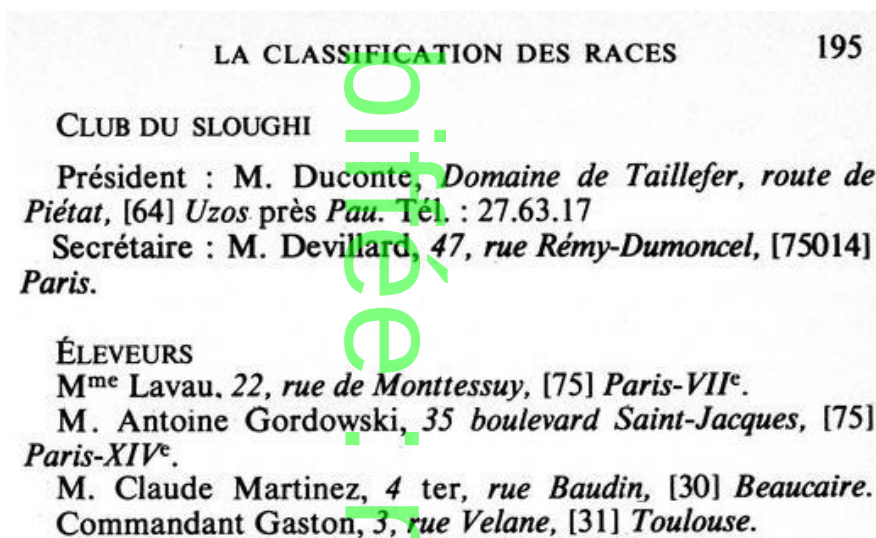 LA CLASSIFICATION DES RACES 195
CLUB DU SLOUGHI
Président : M. Duconte, Domaine de Taillefer, route de
Piétat, [64] Uzos près Pau. Tél. : 27.63.17
Secrétaire : M. Devillard, 47, rue Rémy-Dumoncel, [75014]
Paris.
ÉLEVEURS
Mme Lavau. 22, rue de Monttessuy, [75] Paris-VIIe.
M. Antoine Gordowski, 35 boulevard Saint-Jacques, [75]
Paris-XIVe.
M. Claude Martinez, 4 ter, rue Baudin, [30] Beaucaire.
Commandant Gaston, 3, rue Velane, [31] Toulouse.